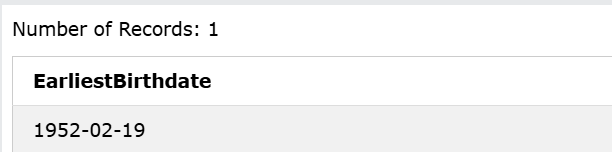 Number of Records: 1
EarliestBirthdate
1952-02-19